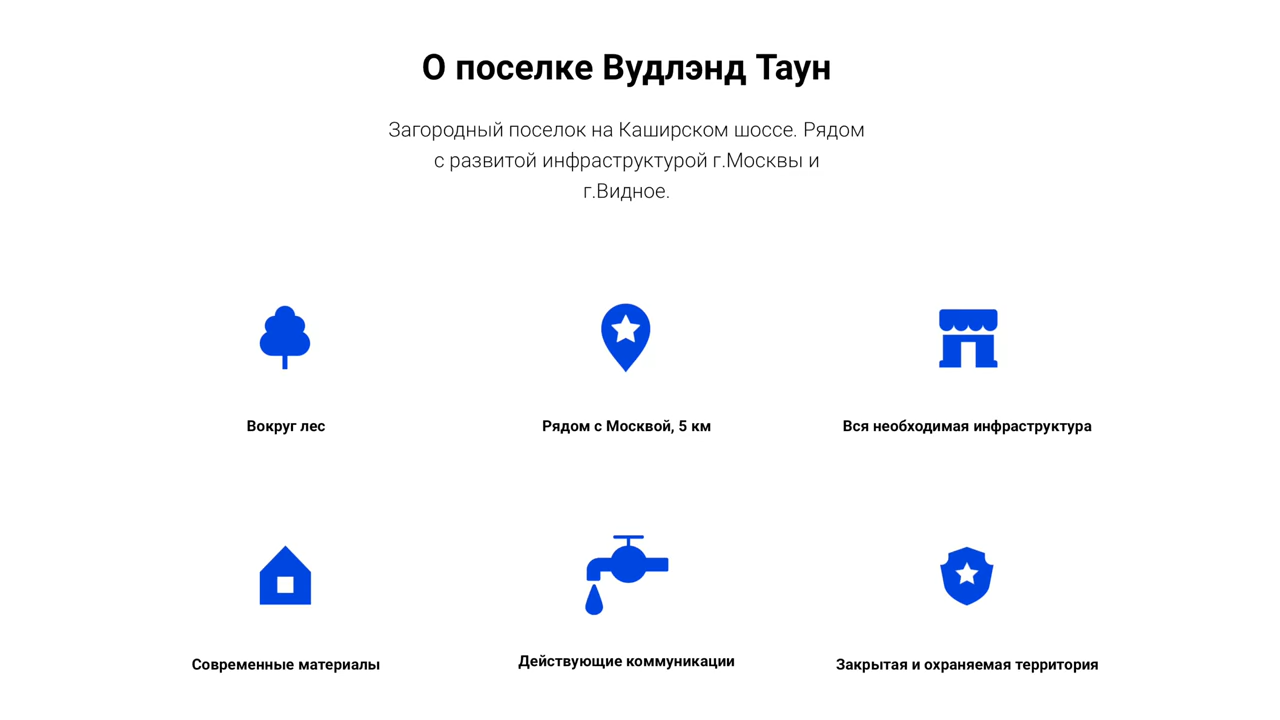 О поселке Вудлэнд Таун
Загородный поселок на Каширском шоссе. Рядом
с развитой инфраструктурой г.Москвы и
г.Видное.
Вокруг лес
Рядом с Москвой, 5 км
Вся необходимая инфраструктура
Современные материалы
Действующие коммуникации
Закрытая и охраняемая территория